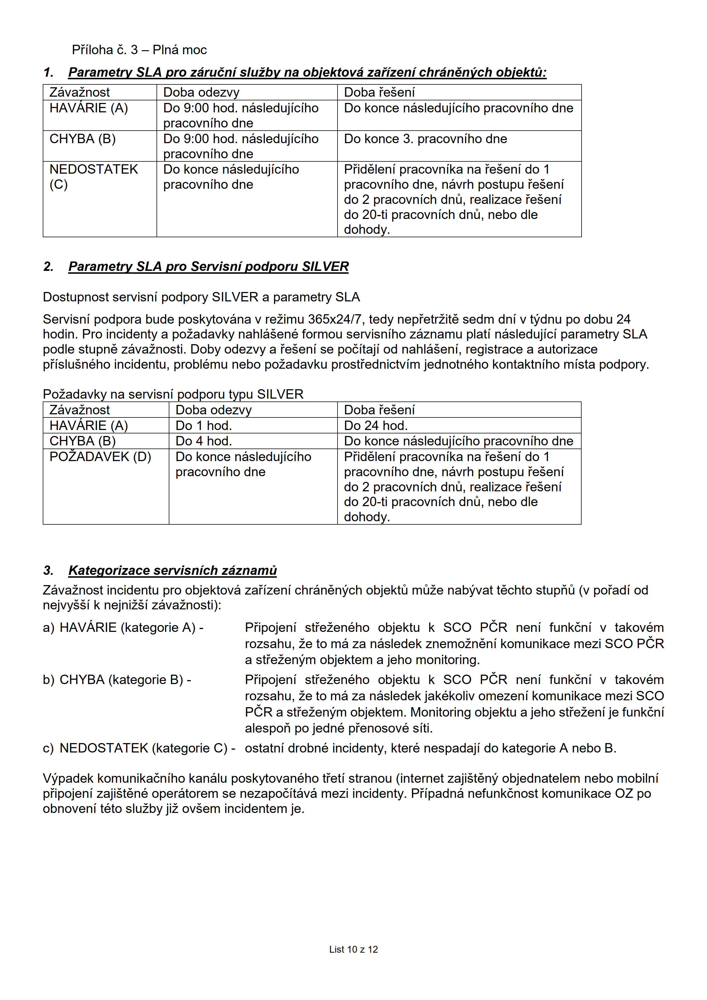 Příloha č. 3 – Plná moc
1. Parametry SLA pro záruční služby na objektová zařízení chráněných objektů:
Závažnost Doba odezvy Doba řešení
HAVÁRIE (A) Do 9:00 hod. následujícího Do konce následujícího pracovního dne
pracovního dne
CHYBA (B) Do 9:00 hod. následujícího Do konce 3. pracovního dne
pracovního dne
NEDOSTATEK Do konce následujícího Přidělení pracovníka na řešení do 1
(C) pracovního dne pracovního dne, návrh postupu řešení
do 2 pracovních dnů, realizace řešení
do 20-ti pracovních dnů, nebo dle
dohody.
2. Parametry SLA pro Servisní podporu SILVER
Dostupnost servisní podpory SILVER a parametry SLA
Servisní podpora bude poskytována v režimu 365x24/7, tedy nepřetržitě sedm dní v týdnu po dobu 24
hodin. Pro incidenty a požadavky nahlášené formou servisního záznamu platí následující parametry SLA
podle stupně závažnosti. Doby odezvy a řešení se počítají od nahlášení, registrace a autorizace
příslušného incidentu, problému nebo požadavku prostřednictvím jednotného kontaktního místa podpory.
Požadavky na servisní podporu typu SILVER
Závažnost Doba odezvy Doba řešení
HAVÁRIE (A) Do 1 hod. Do 24 hod.
CHYBA (B) Do 4 hod. Do konce následujícího pracovního dne
POŽADAVEK (D) Do konce následujícího Přidělení pracovníka na řešení do 1
pracovního dne pracovního dne, návrh postupu řešení
do 2 pracovních dnů, realizace řešení
do 20-ti pracovních dnů, nebo dle
dohody.
3. Kategorizace servisních záznamů
Závažnost incidentu pro objektová zařízení chráněných objektů může nabývat těchto stupňů (v pořadí od
nejvyšší k nejnižší závažnosti):
a) HAVÁRIE (kategorie A) - Připojení střeženého objektu k SCO PČR není funkční v takovém
rozsahu, že to má za následek znemožnění komunikace mezi SCO PČR
a střeženým objektem a jeho monitoring.
b) CHYBA (kategorie B) - Připojení střeženého objektu k SCO PČR není funkční v takovém
rozsahu, že to má za následek jakékoliv omezení komunikace mezi SCO
PČR a střeženým objektem. Monitoring objektu a jeho střežení je funkční
alespoň po jedné přenosové síti.
c) NEDOSTATEK (kategorie C) - ostatní drobné incidenty, které nespadají do kategorie A nebo B.
Výpadek komunikačního kanálu poskytovaného třetí stranou (internet zajištěný objednatelem nebo mobilní
připojení zajištěné operátorem se nezapočítává mezi incidenty. Případná nefunkčnost komunikace OZ po
obnovení této služby již ovšem incidentem je.
List 10 z 12